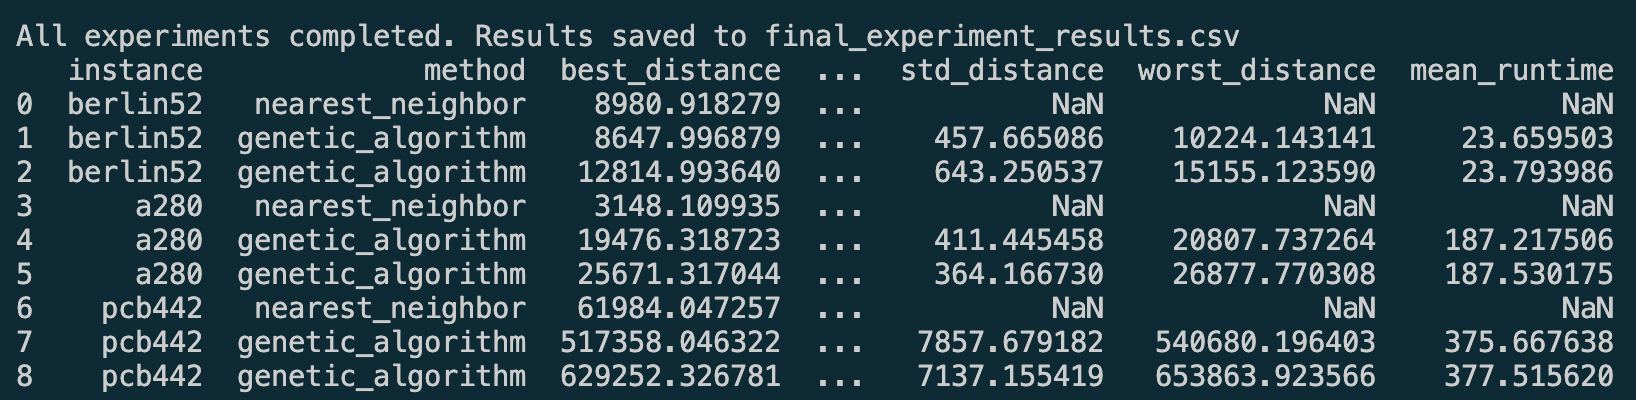 All experiments completed. Results saved to final_experiment_results.csv
instance method best_distance ... std_distance worst_distance mean_runtime
0 berlin52 nearest_neighbor 8980.918279 ... NaN NaN NaN
1 berlin52 genetic_algorithm 8647.996879 ... 457.665086 10224.143141 23.659503
2 berlin52 genetic_algorithm 12814.993640 ... 643.250537 15155.123590 23.793986
3 a280 nearest_neighbor 3148.109935 ... NaN NaN NaN
4 a280 genetic_algorithm 19476.318723 ... 411.445458 20807.737264 187.217506
5 a280 genetic_algorithm 25671.317044 ... 364.166730 26877.770308 187.530175
6 pcb442 nearest_neighbor 61984.047257 ... NaN NaN NaN
7 pcb442 genetic_algorithm 517358.046322 ... 7857.679182 540680.196403 375.667638
8 pcb442 genetic_algorithm 629252.326781 ... 7137.155419 653863.923566 377.515620